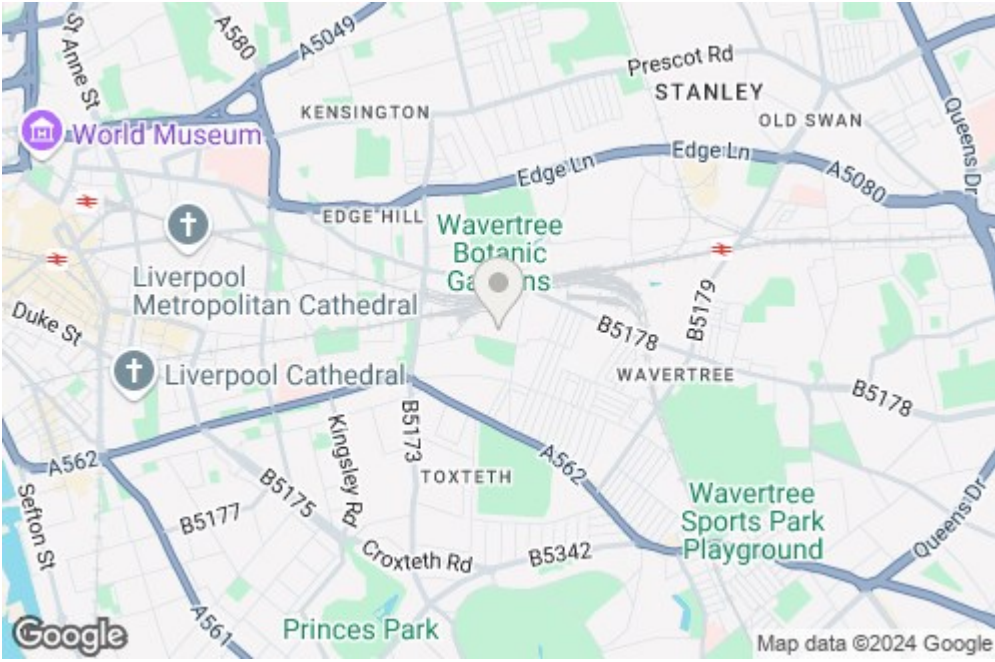 St Anne St
A580
A5049
Prescot Rd
STANLEY
KENSINGTON
OLD SWAN
Queens Dr
World Museum
Edge Ln
Edge Ln
A5080
EDGE HILL
Wavertree
Botanic
Gardens
Liverpool
Metropolitan Cathedral
Duke St
B5178
B5179
Liverpool Cathedral
WAVERTREE
B5178
B5173
Kingsley Rd
A562
A562
TOXTETH
B5175
B5177
Sefton St
Wavertree
Sports Park
Playground
Queens Dr
Croxteth Rd
B5342
A561
Princes Park
Google
Map data ©2024 Google